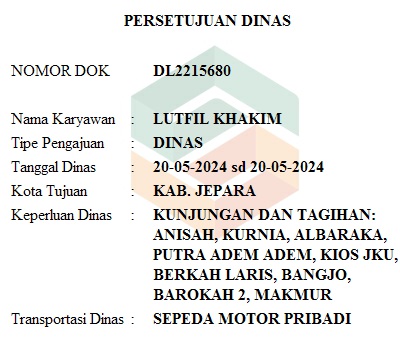 PERSETUJUAN DINAS
NOMOR DOK DL2215680
Nama Karyawan : LUTFIL KHAKIM
Tipe Pengajuan : DINAS
Tanggal Dinas : 20-05-2024 sd 20-05-2024
Kota Tujuan : KAB. JEPARA
Keperluan Dinas : KUNJUNGAN DAN TAGIHAN:
ANISAH, KURNIA, ALBARAKA,
PUTRA ADEM ADEM, KIOS JKU,
BERKAH LARIS, BANGJO,
BAROKAH 2, MAKMUR
Transportasi Dinas : SEPEDA MOTOR PRIBADI